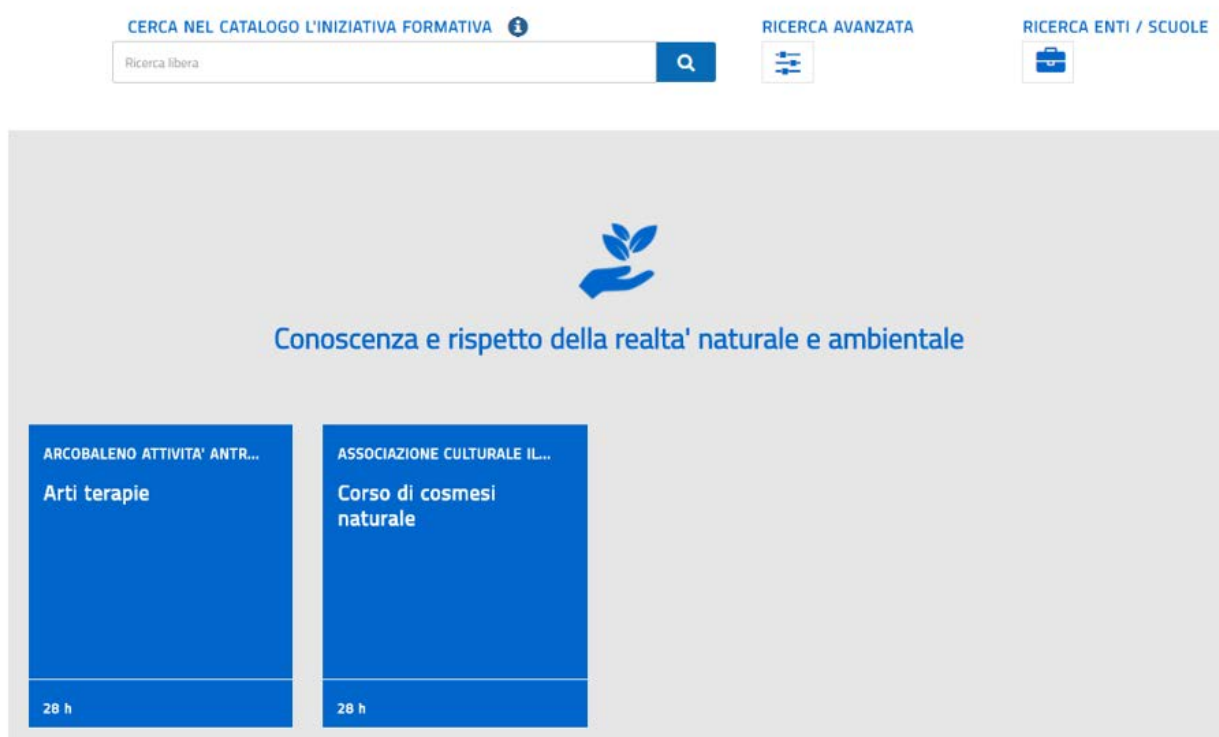 CERCA NEL CATALOGO L'INIZIATIVA FORMATIVA
RICERCA AVANZATA
RICERCA ENTI / SCUOLE
Ricerca libera
Conoscenza e rispetto della realta' naturale e ambientale
ARCOBALENO ATTIVITA' ANTR...
Arti terapie
28 h
ASSOCIAZIONE CULTURALE IL...
Corso di cosmesi
naturale
28 h